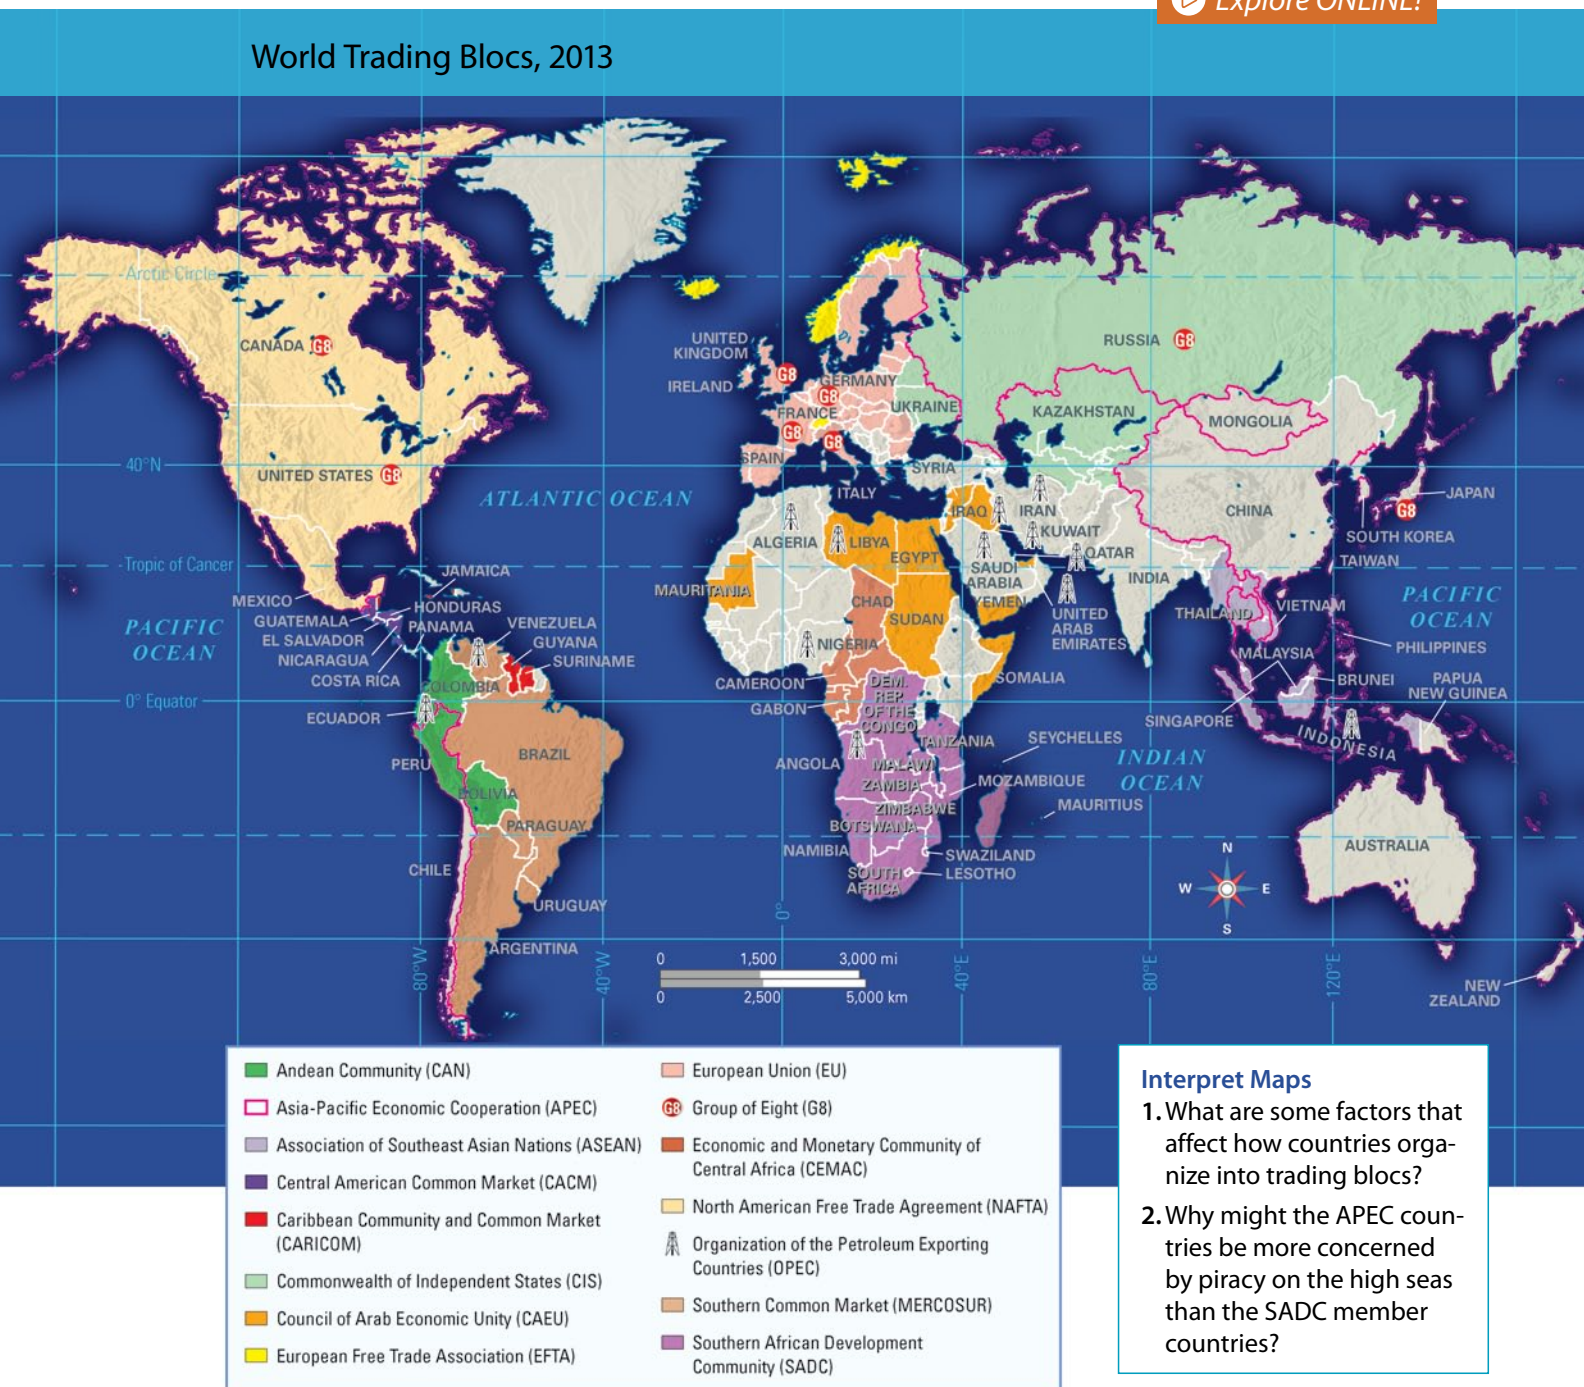 Explore ONLINE!
World Trading Blocs, 2013
Arctic Circle
CANADA
G8
UNITED STATES
G8
40°N
ATLANTIC OCEAN
Tropic of Cancer
MEXICO
GUATEMALA
EL SALVADOR
NICARAGUA
COSTA RICA
JAMAICA
HONDURAS
PANAMA
VENEZUELA
GUYANA
SURINAME
PACIFIC
OCEAN
0° Equator
COLOMBIA
ECUADOR
PERU
BRAZIL
BOLIVIA
PARAGUAY
CHILE
URUGUAY
ARGENTINA
80°W
40°W
0°
40°E
80°E
120°E
UNITED
KINGDOM
G8
IRELAND
GERMANY
G8
FRANCE
G8
G8
SPAIN
ITALY
UKRAINE
RUSSIA
G8
KAZAKHSTAN
MONGOLIA
SYRIA
IRAQ
IRAN
KUWAIT
QATAR
SAUDI
ARABIA
YEMEN
UNITED
ARAB
EMIRATES
CHINA
INDIA
JAPAN
G8
SOUTH KOREA
TAIWAN
THAILAND
VIETNAM
PACIFIC
OCEAN
PHILIPPINES
MALAYSIA
BRUNEI
PAPUA
NEW GUINEA
SINGAPORE
INDONESIA
ALGERIA
LIBYA
EGYPT
MAURITANIA
CHAD
SUDAN
NIGERIA
CAMEROON
GABON
SOMALIA
DEM.
REP.
OF THE
CONGO
TANZANIA
SEYCHELLES
INDIAN
OCEAN
ANGOLA
MALAWI
ZAMBIA
MOZAMBIQUE
MAURITIUS
ZIMBABWE
BOTSWANA
NAMIBIA
SWAZILAND
SOUTH
AFRICA
LESOTHO
AUSTRALIA
NEW
ZEALAND
N
W
E
S
0 1,500 3,000 mi
0 2,500 5,000 km
Andean Community (CAN)
Asia-Pacific Economic Cooperation (APEC)
Association of Southeast Asian Nations (ASEAN)
Central American Common Market (CACM)
Caribbean Community and Common Market
(CARICOM)
Commonwealth of Independent States (CIS)
Council of Arab Economic Unity (CAEU)
European Free Trade Association (EFTA)
European Union (EU)
G8 Group of Eight (G8)
Economic and Monetary Community of
Central Africa (CEMAC)
North American Free Trade Agreement (NAFTA)
Organization of the Petroleum Exporting
Countries (OPEC)
Southern Common Market (MERCOSUR)
Southern African Development
Community (SADC)
Interpret Maps
1. What are some factors that
affect how countries orga-
nize into trading blocs?
2. Why might the APEC coun-
tries be more concerned
by piracy on the high seas
than the SADC member
countries?